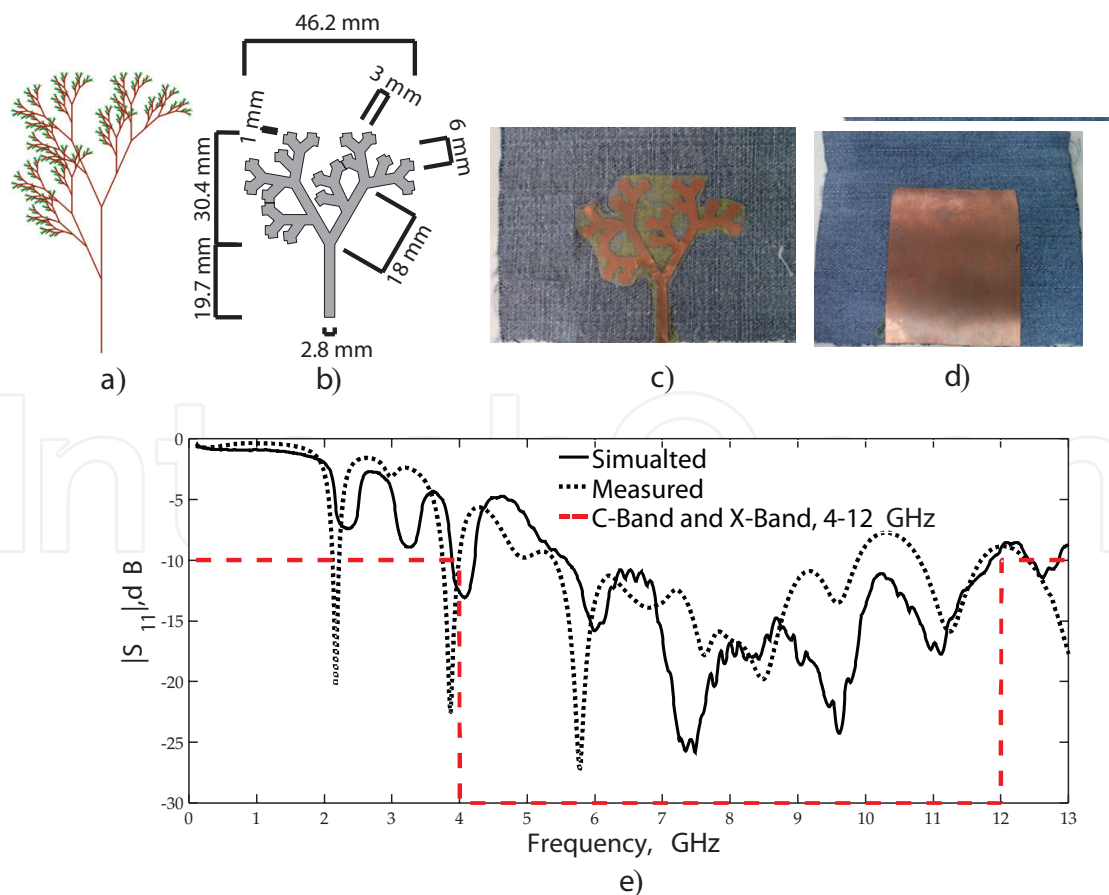 46.2 mm
3 mm
1 mm
6 mm
30.4 mm
18 mm
19.7 mm
2.8 mm
a)
b)
c)
d)
0
-5
-10
-15
-20
-25
-30
|S 11|,d B
Simualted
Measured
C-Band and X-Band, 4-12 GHz
0 1 2 3 4 5 6 7 8 9 10 11 12 13
Frequency, GHz
e)